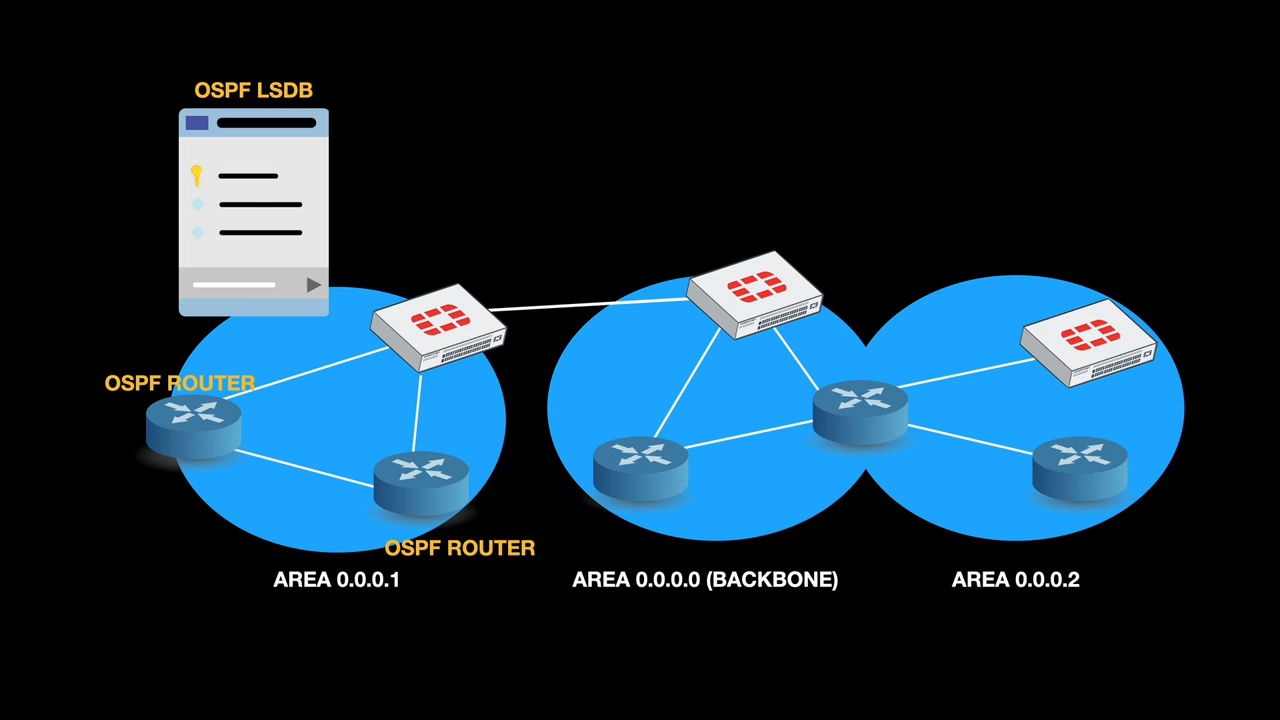 OSPF LSDB
OSPF ROUTER
OSPF ROUTER
AREA 0.0.0.1
AREA 0.0.0.0 (BACKBONE)
AREA 0.0.0.2